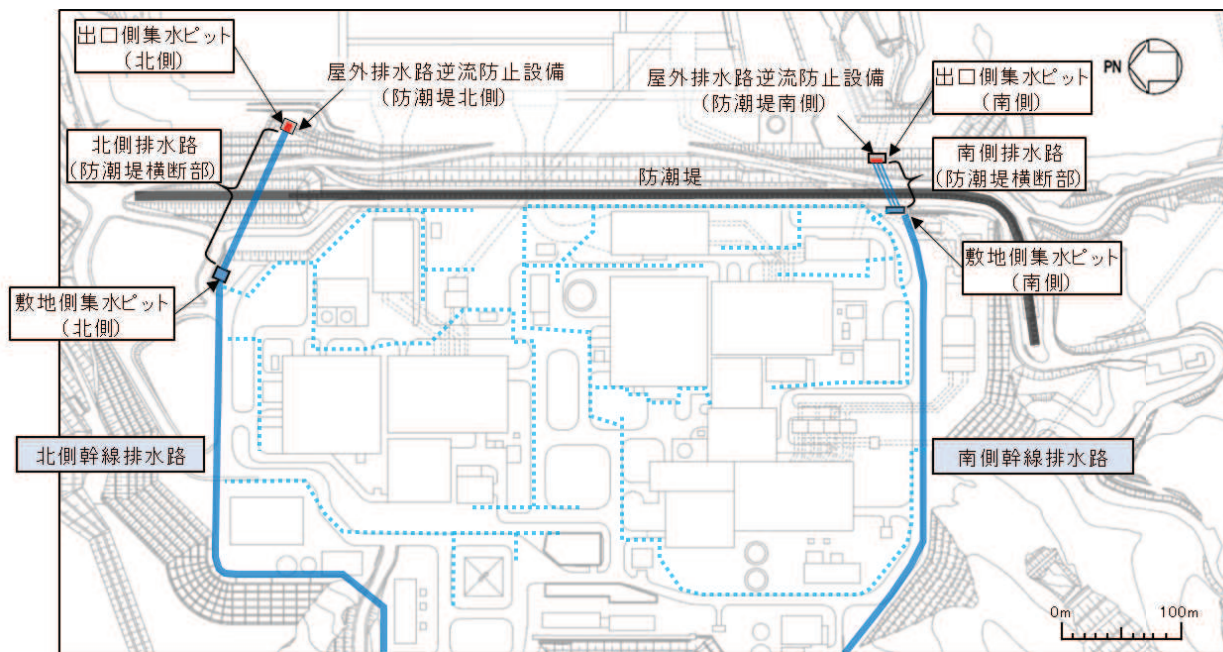 出口側集水ピット
(北側)
屋外排水路逆流防止設備
(防潮堤北側)
屋外排水路逆流防止設備
(防潮堤南側)
出口側集水ピット
(南側)
PN
北側排水路
(防潮堤横断部)
防潮堤
南側排水路
(防潮堤横断部)
敷地側集水ピット
(北側)
敷地側集水ピット
(南側)
北側幹線排水路
南側幹線排水路
0m
100m